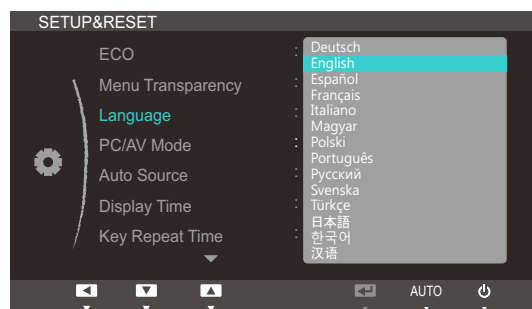 SETUP&RESET
ECO :
Menu Transparency :
Language :
PC/AV Mode :
Auto Source :
Display Time :
Key Repeat Time :
Deutsch
English
Español
Français
Italiano
Magyar
Polski
Português
Русский
Svenska
Türkçe
日本語
한국어
汉语
AUTO